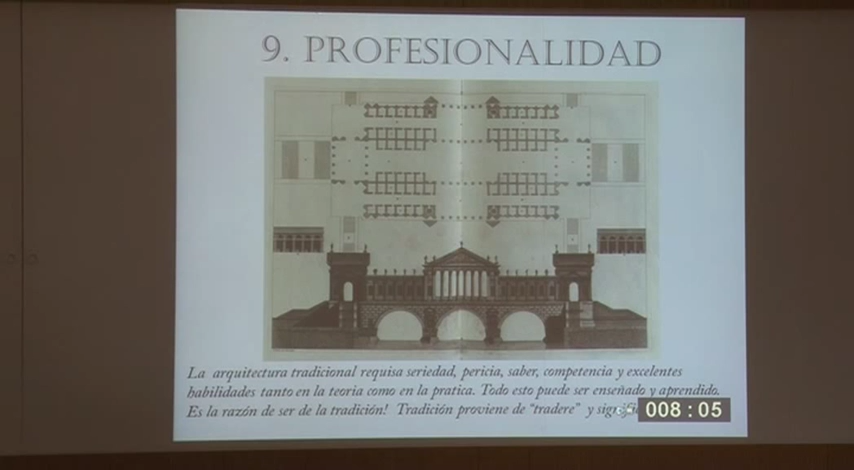 9. PROFESIONALIDAD
La arquitectura tradicional requisa seriedad, pericia, saber, competencia y excelentes
habilidades tanto en la teoria como en la pratica. Todo esto puede ser enseñado y aprendido.
Es la razón de ser de la tradición! Tradición proviene de "tradere" y
008 : 05